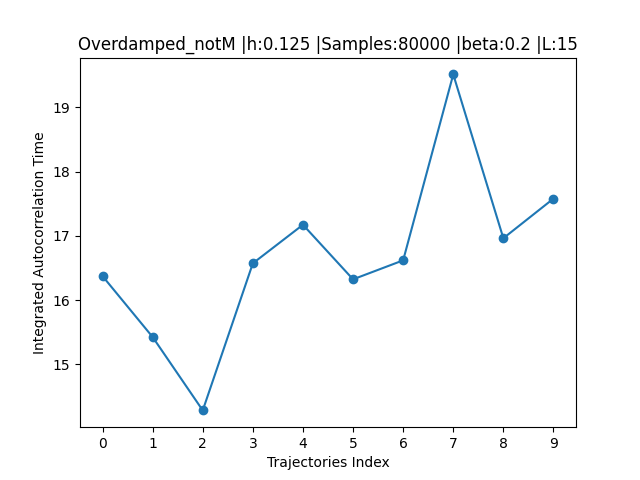 Overdamped_notM |h:0.125 |Samples:80000 |beta:0.2 |L:15
Integrated Autocorrelation Time
19
18
17
16
15
0 1 2 3 4 5 6 7 8 9
Trajectories Index